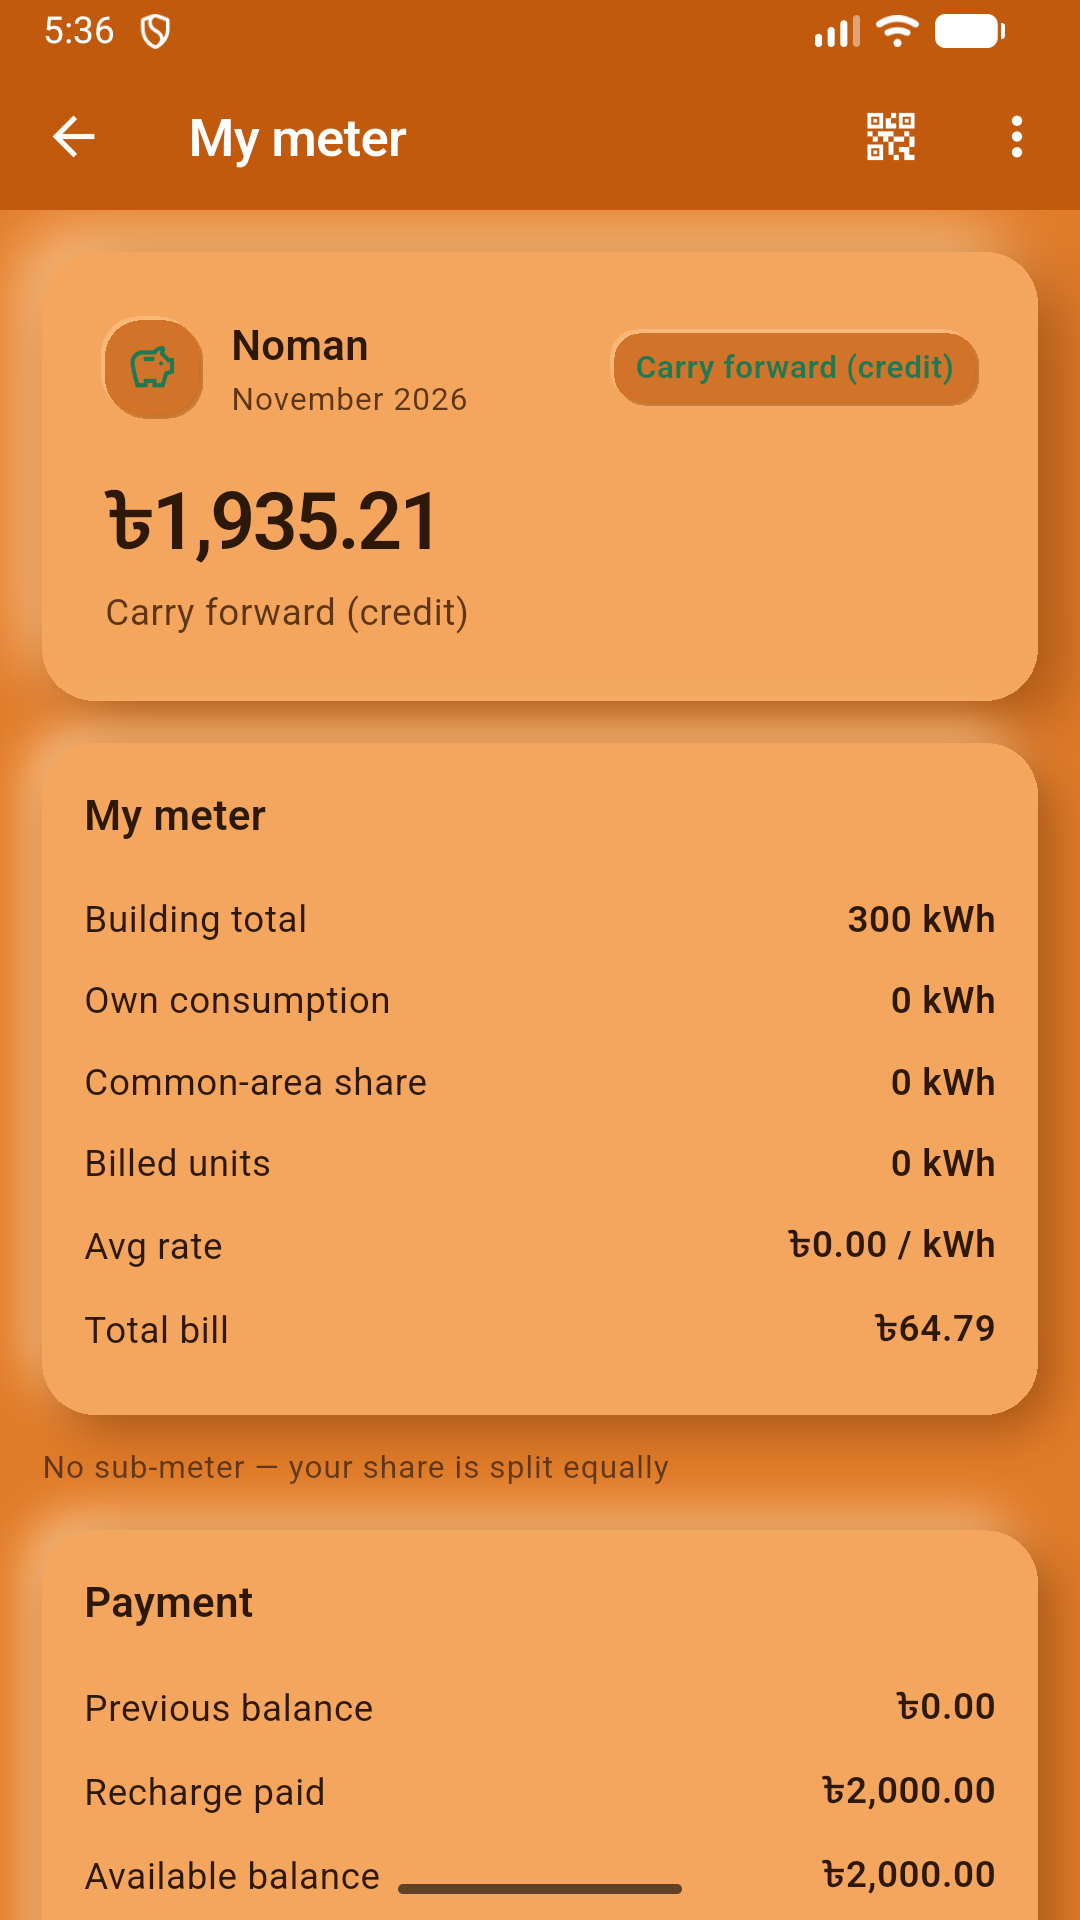 5:36
My meter
Noman
November 2026
Carry forward (credit)
৳1,935.21
Carry forward (credit)
My meter
Building total 300 kWh
Own consumption 0 kWh
Common-area share 0 kWh
Billed units 0 kWh
Avg rate ৳0.00 / kWh
Total bill ৳64.79
No sub-meter — your share is split equally
Payment
Previous balance ৳0.00
Recharge paid ৳2,000.00
Available balance ৳2,000.00